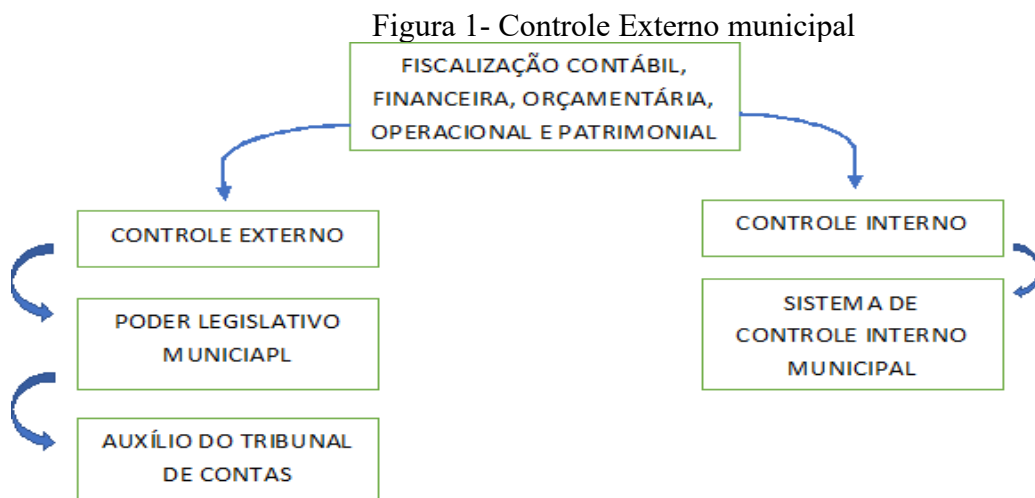 Figura 1- Controle Externo municipal
FISCALIZAÇÃO CONTÁBIL,
FINANCEIRA, ORÇAMENTÁRIA,
OPERACIONAL E PATRIMONIAL
CONTROLE EXTERNO
PODER LEGISLATIVO
MUNICIAPL
AUXÍLIO DO TRIBUNAL
DE CONTAS
CONTROLE INTERNO
SISTEMA DE
CONTROLE INTERNO
MUNICIPAL